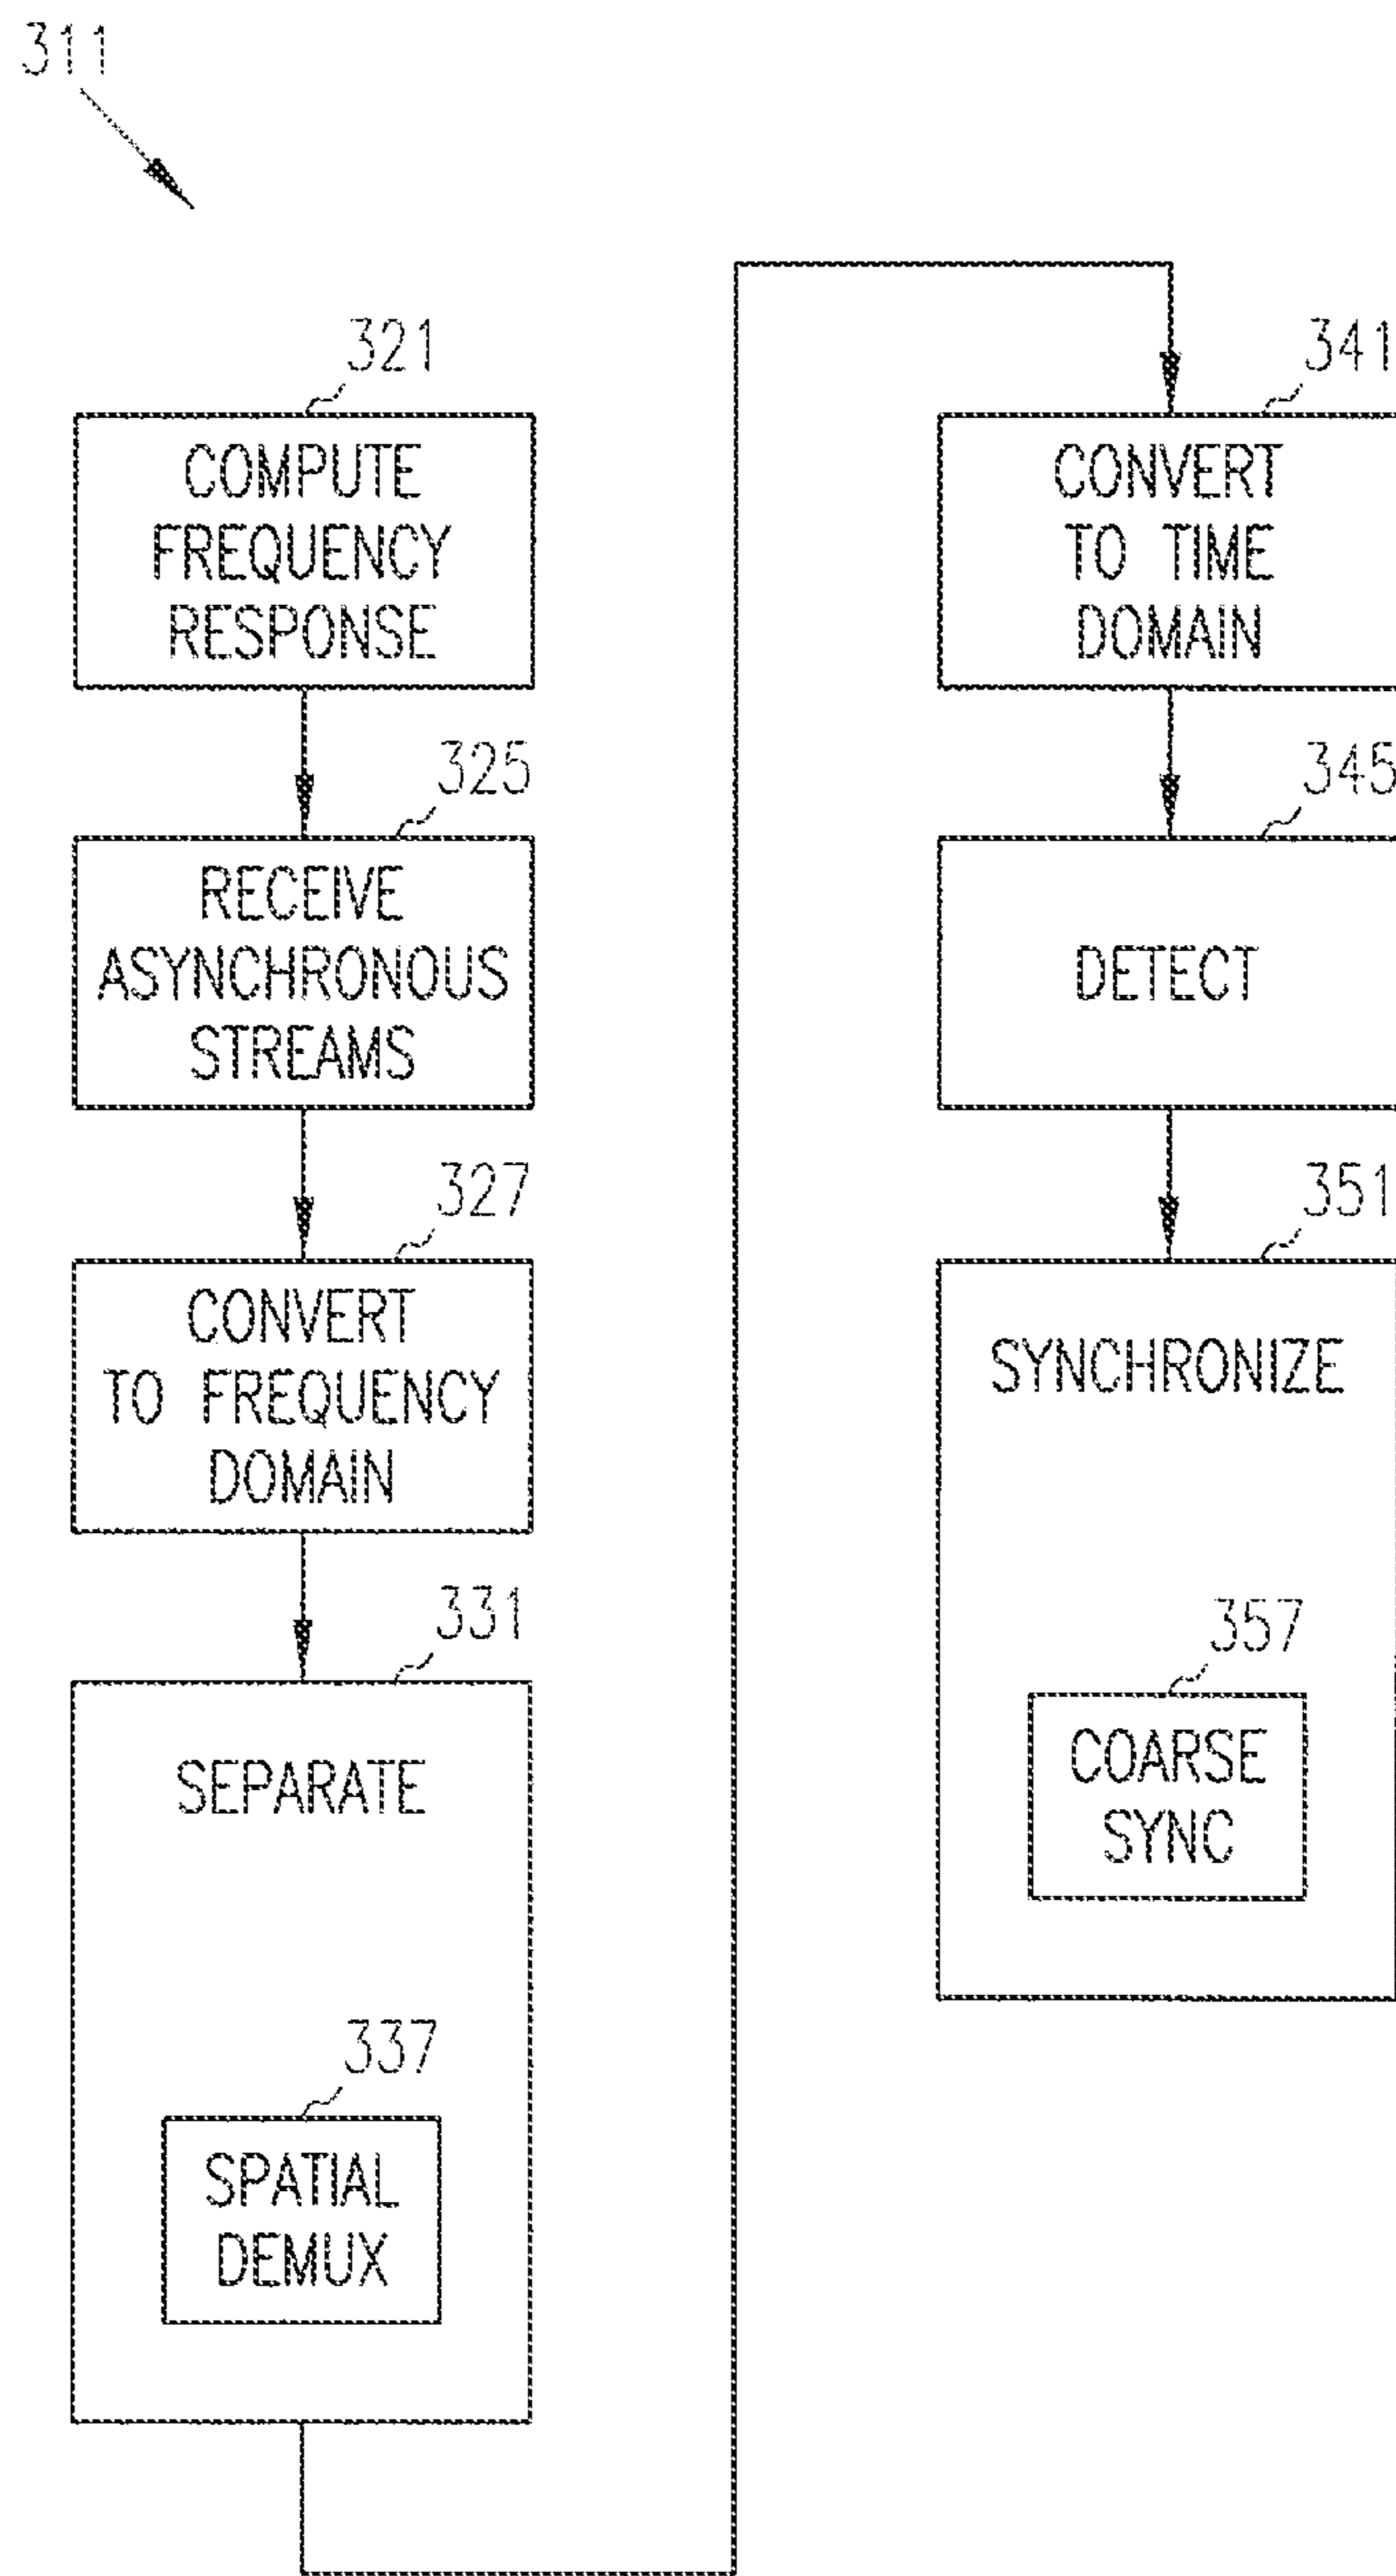 311
321
COMPUTE
FREQUENCY
RESPONSE
325
RECEIVE
ASYNCHRONOUS
STREAMS
327
CONVERT
TO FREQUENCY
DOMAIN
331
SEPARATE
337
SPATIAL
DEMUX
341
CONVERT
TO TIME
DOMAIN
345
DETECT
351
SYNCHRONIZE
357
COARSE
SYNC